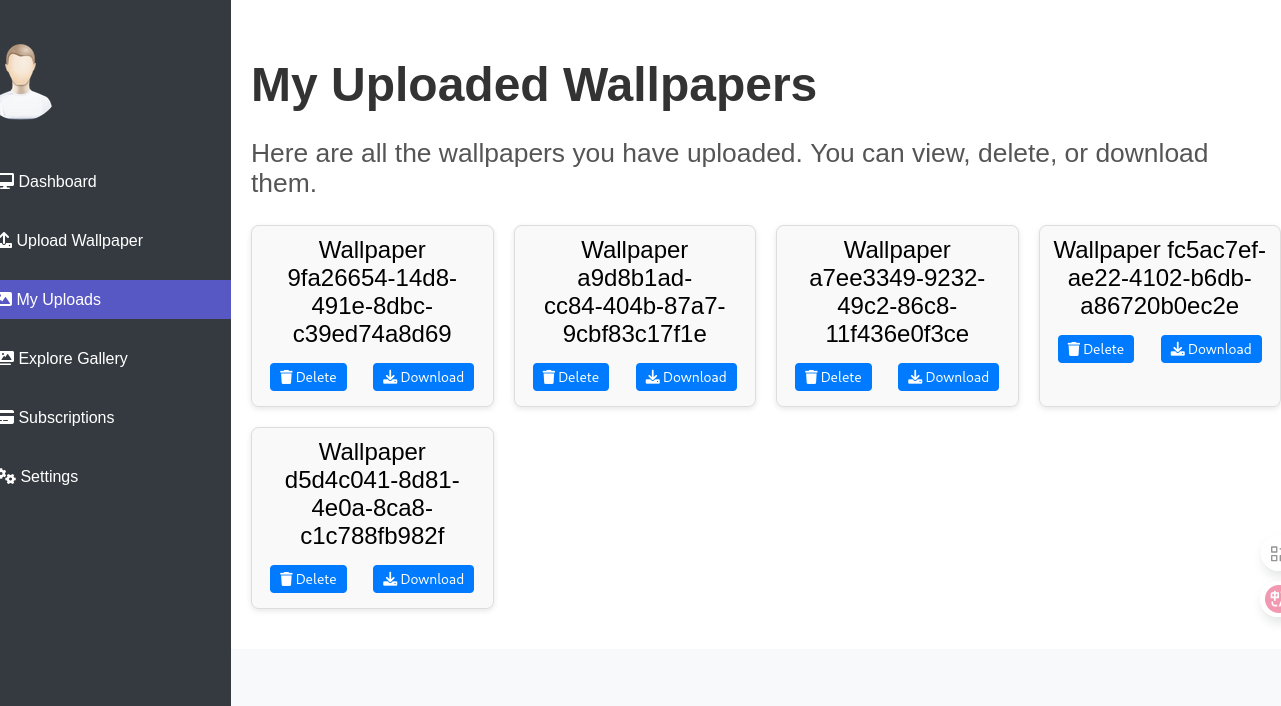 My Uploaded Wallpapers
Here are all the wallpapers you have uploaded. You can view, delete, or download
them.
Dashboard
Upload Wallpaper
My Uploads
Explore Gallery
Subscriptions
Settings
Wallpaper
9fa26654-14d8-
491e-8dbc-
c39ed74a8d69
Delete
Download
Wallpaper
a9d8b1ad-
cc84-404b-87a7-
9cbf83c17f1e
Delete
Download
Wallpaper
a7ee3349-9232-
49c2-86c8-
11f436e0f3ce
Delete
Download
Wallpaper fc5ac7ef-
ae22-4102-b6db-
a86720b0ec2e
Delete
Download
Wallpaper
d5d4c041-8d81-
4e0a-8ca8-
c1c788fb982f
Delete
Download